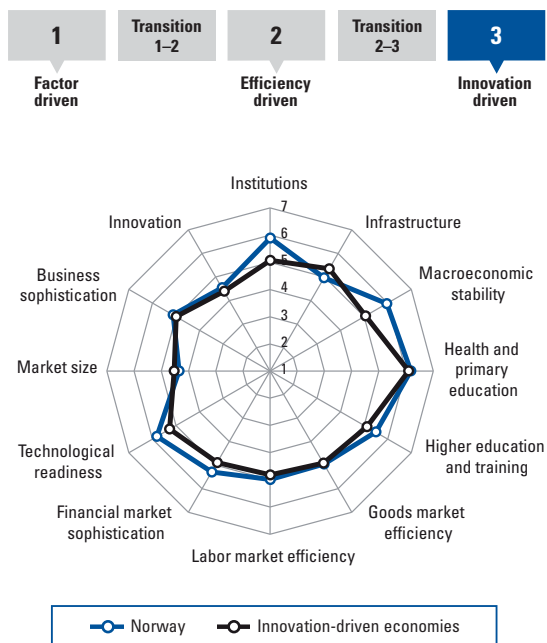 1
Transition
1–2
2
Transition
2–3
3
Factor
driven
Efficiency
driven
Innovation
driven
Institutions
7
Innovation
6
Infrastructure
5
Business
sophistication
4
Macroeconomic
stability
3
2
Market size
1
Health and
primary
education
Technological
readiness
Higher education
and training
Financial market
sophistication
Goods market
efficiency
Labor market efficiency
Norway
Innovation-driven economies